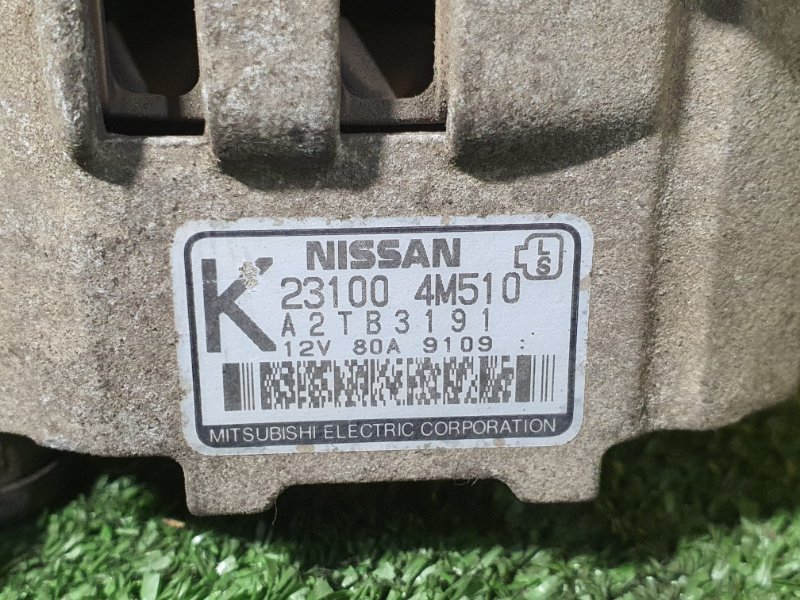 NISSAN
L
S
K
23100 4M510
A2TB3191
12V 80A 9109 :
MITSUBISHI ELECTRIC CORPORATION